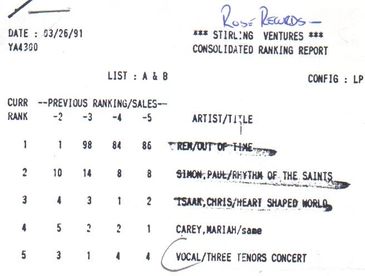 Rose Records —
DATE : 03/26/91 *** STIRLING VENTURES ***
YA4300 CONSOLIDATED RANKING REPORT
LIST : A & B CONFIG : LP
CURR --PREVIOUS RANKING/SALES--
RANK -2 -3 -4 -5 ARTIST/TITLE
1 1 98 84 86 REM/OUT OF TIME
2 10 14 8 8 SIMON,PAUL/RHYTHM OF THE SAINTS
3 4 3 1 2 ISAAK,CHRIS/HEART SHAPED WORLD
4 5 2 2 1 CAREY,MARIAH/same
5 3 1 4 4 VOCAL/THREE TENORS CONCERT